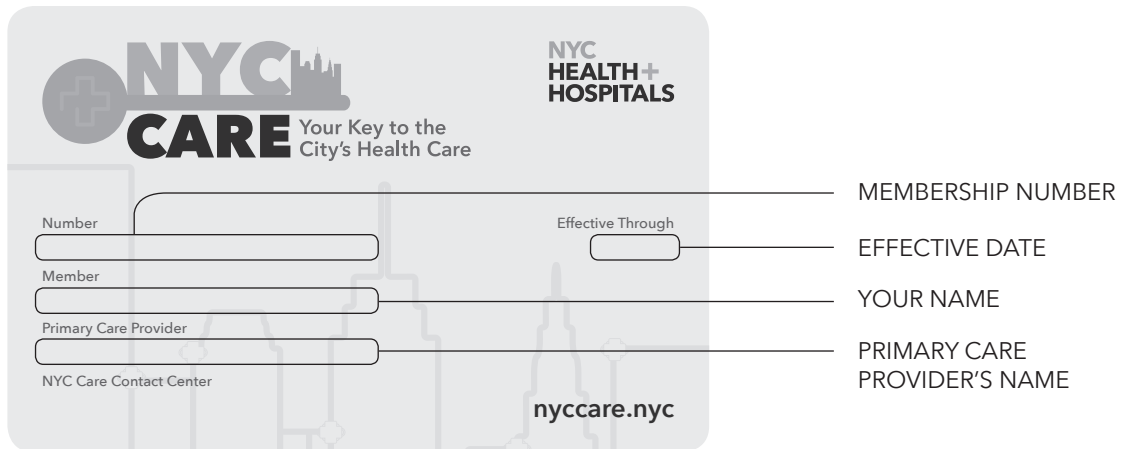 NYC
CARE
Your Key to the
City's Health Care
NYC
HEALTH+
HOSPITALS
MEMBERSHIP NUMBER
Number
Effective Through
EFFECTIVE DATE
Member
YOUR NAME
Primary Care Provider
PRIMARY CARE
PROVIDER'S NAME
NYC Care Contact Center
nyccare.nyc